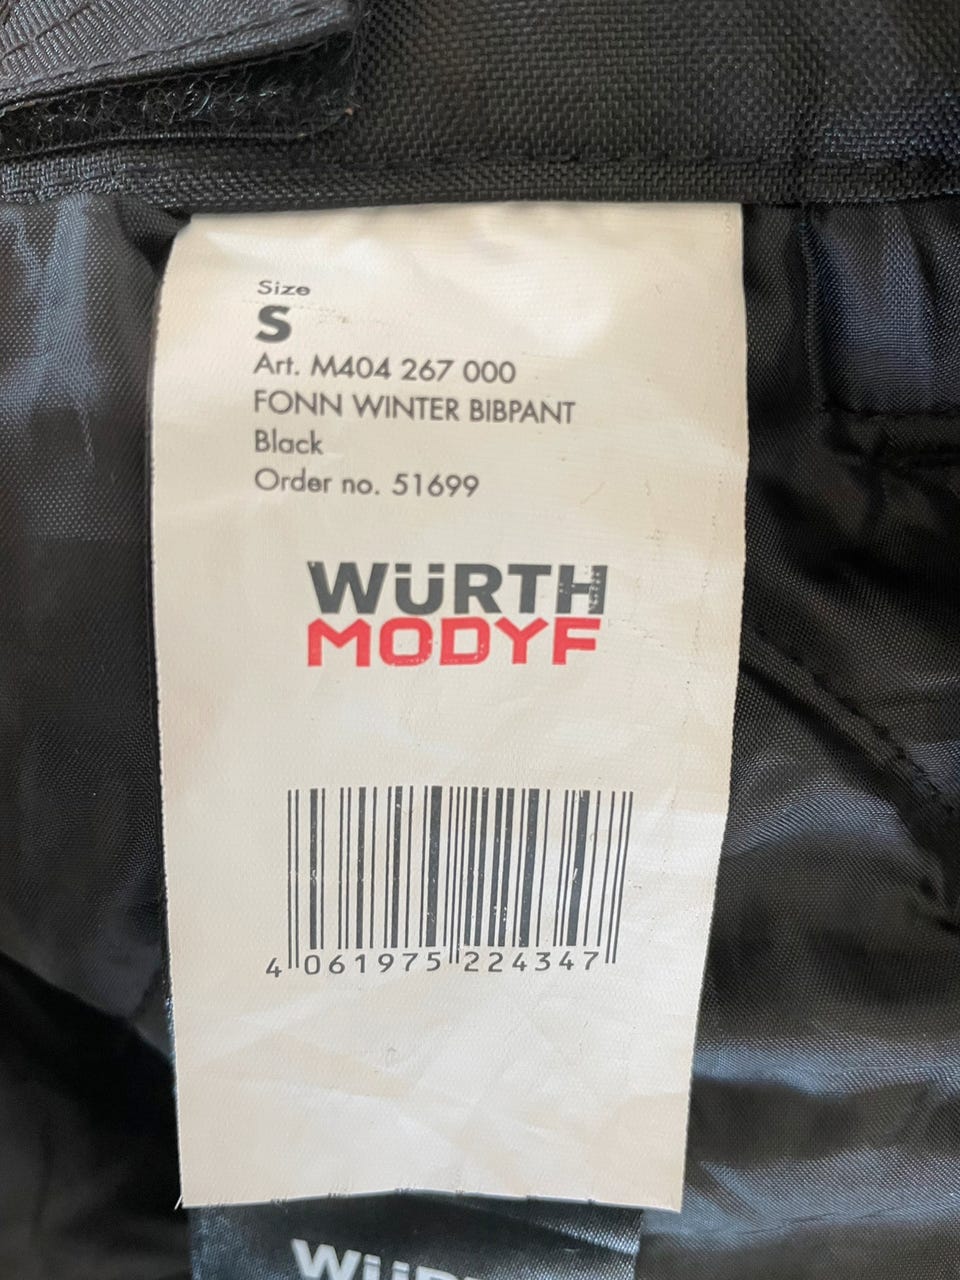 Size
S
Art. M404 267 000
FONN WINTER BIBPANT
Black
Order no. 51699
WÜRTH
MODYF
4 061975 224347